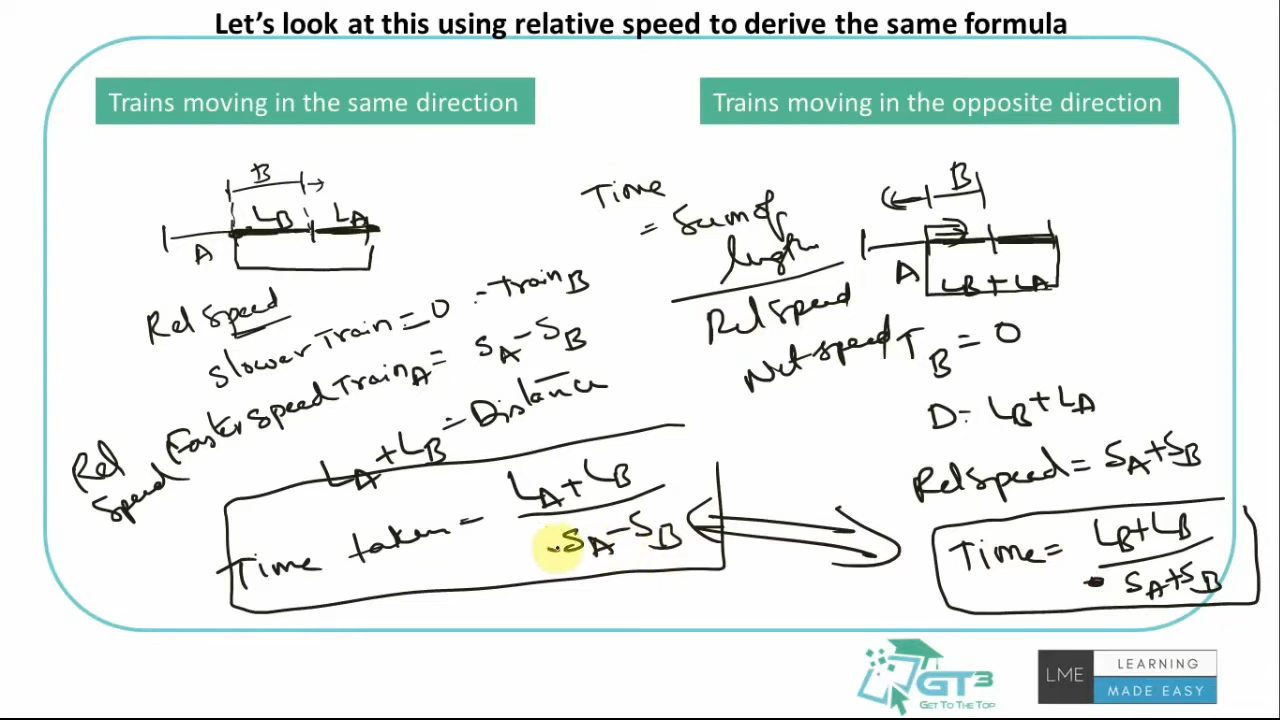 Let's look at this using relative speed to derive the same formula
Trains moving in the same direction
B
LB LA
A
Rel Speed
Slower Train = 0 - Train B
Faster Speed Train A = SA - SB
Rel Speed
LA + LB = Distance
Time taken = LA + LB
SA - SB
Time
= Sum of
length
Rel Speed
Trains moving in the opposite direction
B
A
LB + LA
Net speed T B = 0
D = LB + LA
Rel Speed = SA + SB
Time = LB + LB
SA + SB
GT3
GET TO THE TOP
LME
LEARNING
MADE EASY